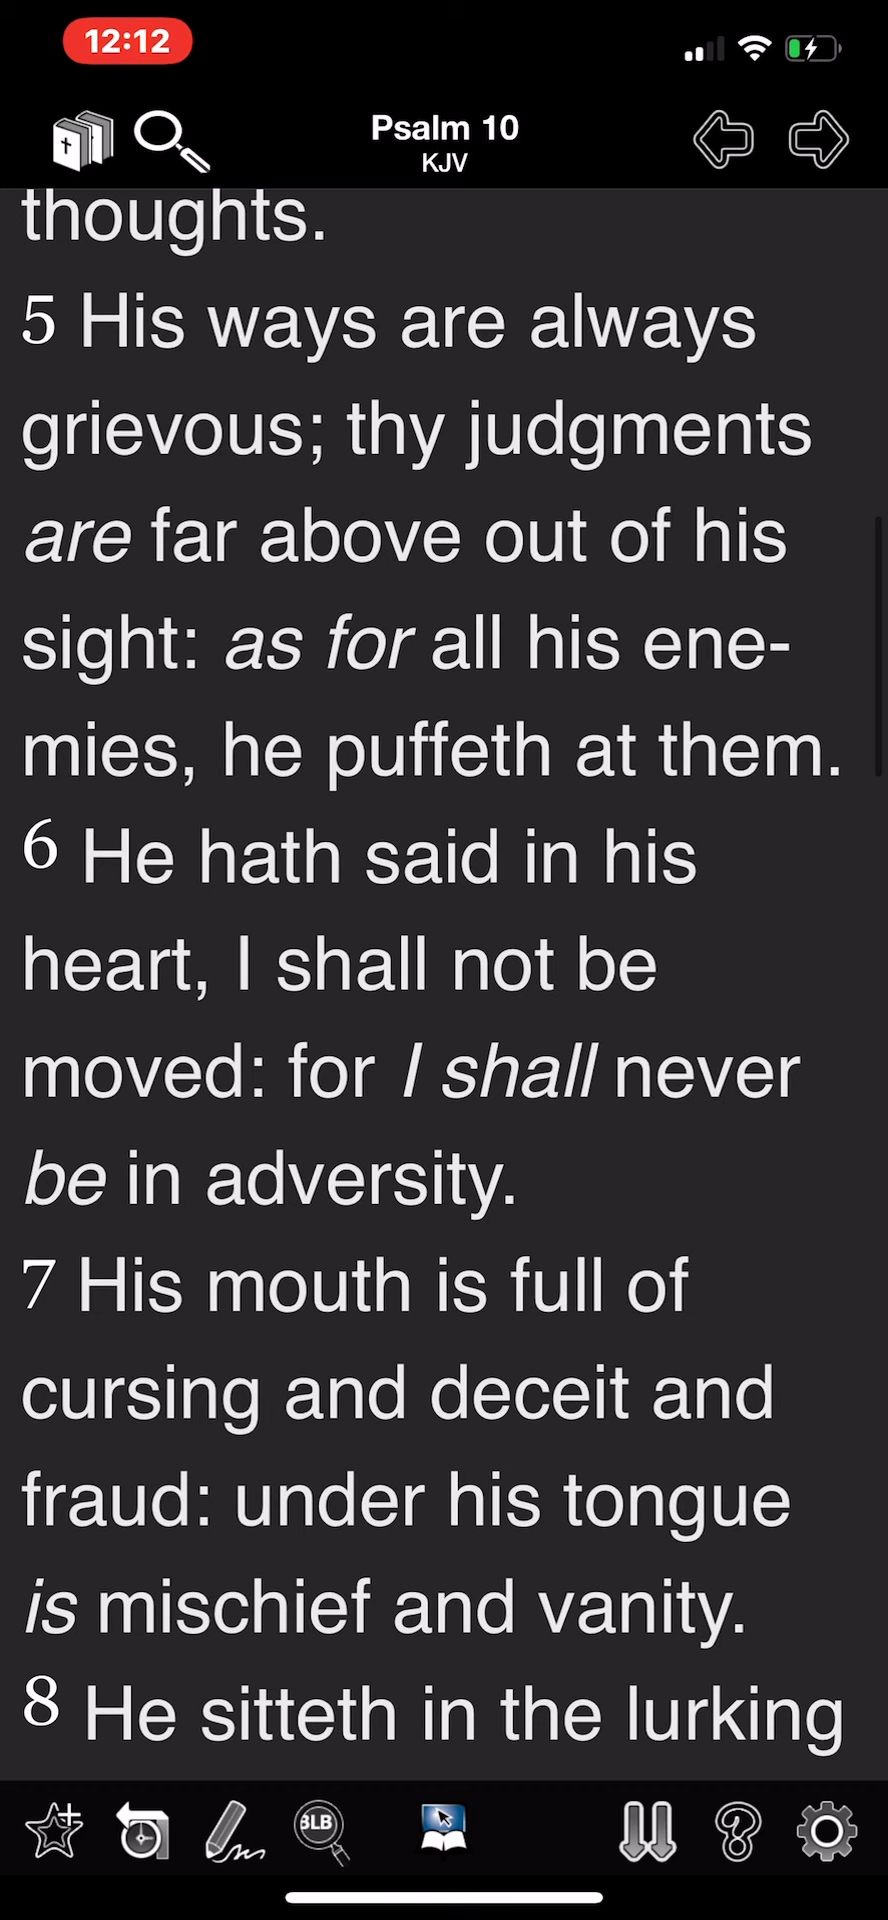 12:12
Psalm 10
KJV
thoughts.
5 His ways are always
grievous; thy judgments
are far above out of his
sight: as for all his ene-
mies, he puffeth at them.
6 He hath said in his
heart, I shall not be
moved: for I shall never
be in adversity.
7 His mouth is full of
cursing and deceit and
fraud: under his tongue
is mischief and vanity.
8 He sitteth in the lurking
BLB